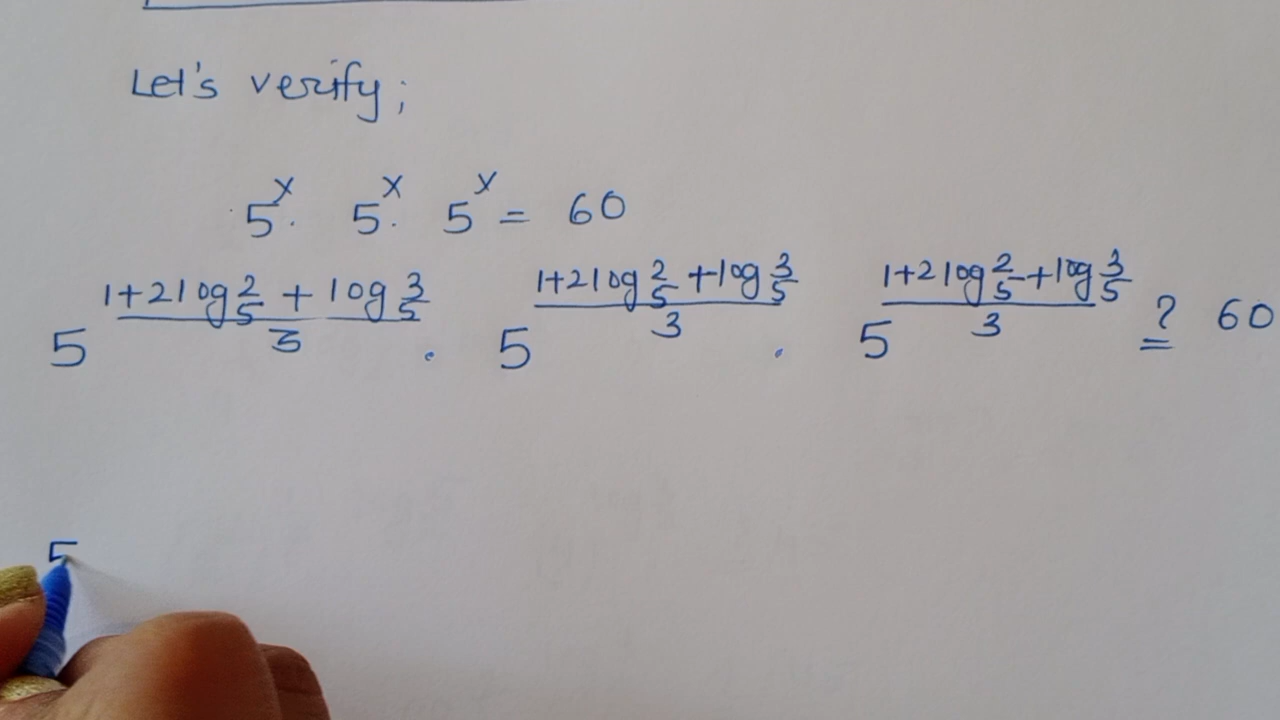 Let's verify;
5^x . 5^x . 5^x = 60
5^((1+2log_5 2 + log_5 3)/3) . 5^((1+2log_5 2 + log_5 3)/3) . 5^((1+2log_5 2 + log_5 3)/3) ≟ 60
5